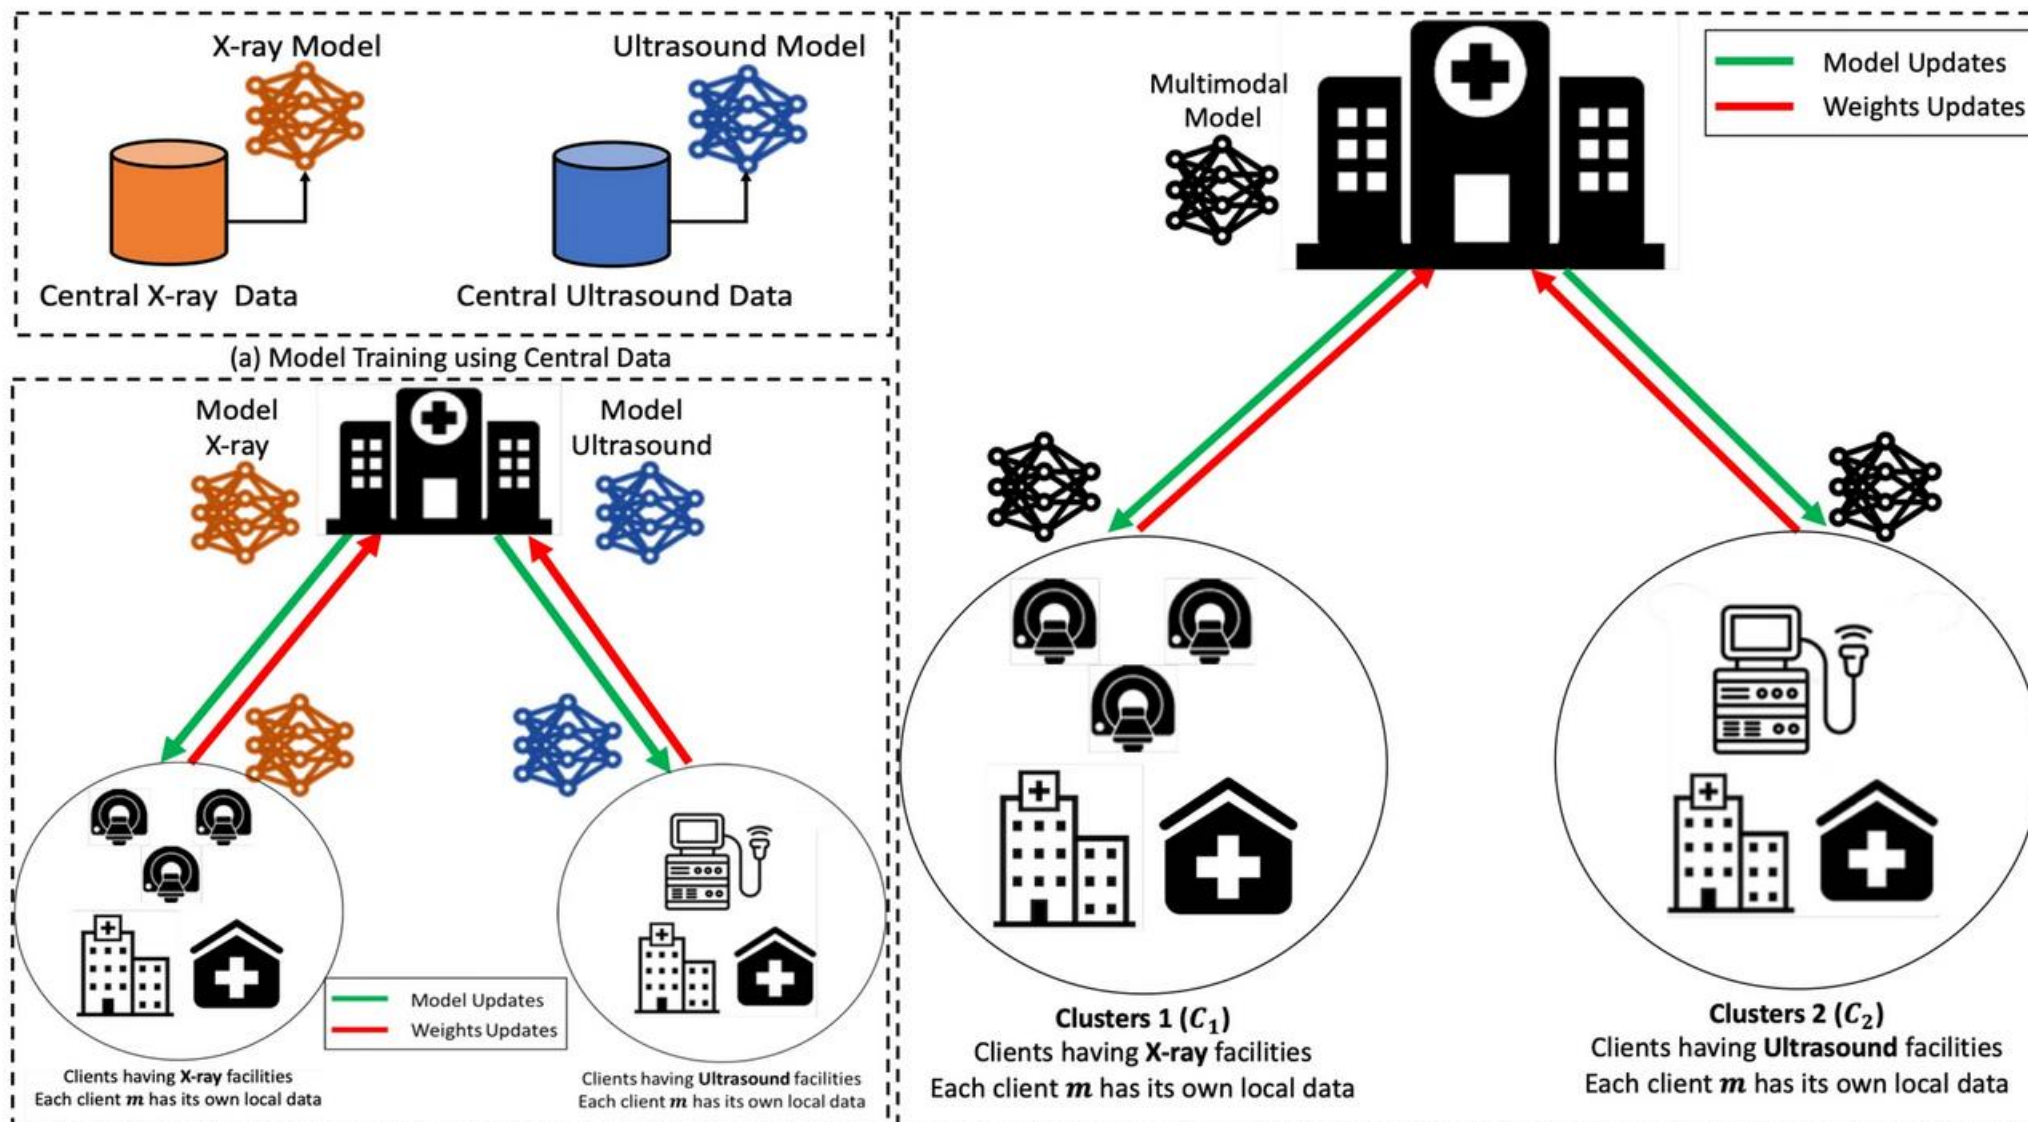 X-ray Model
Ultrasound Model
Central X-ray Data
Central Ultrasound Data
(a) Model Training using Central Data
Model
X-ray
Model
Ultrasound
Model Updates
Weights Updates
Clients having X-ray facilities
Each client m has its own local data
Clients having Ultrasound facilities
Each client m has its own local data
Multimodal
Model
Model Updates
Weights Updates
Clusters 1 (C₁)
Clients having X-ray facilities
Each client m has its own local data
Clusters 2 (C₂)
Clients having Ultrasound facilities
Each client m has its own local data